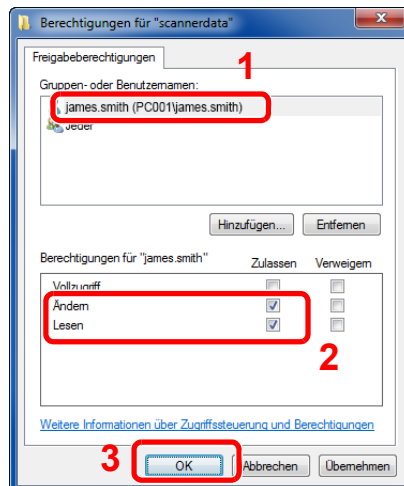 Berechtigungen für "scannerdata"
Freigabeberechtigungen
1
Gruppen- oder Benutzernamen:
james.smith (PC001\james.smith)
Jeder
Hinzufügen... Entfernen
Berechtigungen für "james.smith" Zulassen Verweigern
Vollzugriff
Ändern
Lesen
2
Weitere Informationen über Zugriffssteuerung und Berechtigungen
3
OK Abbrechen Übernehmen